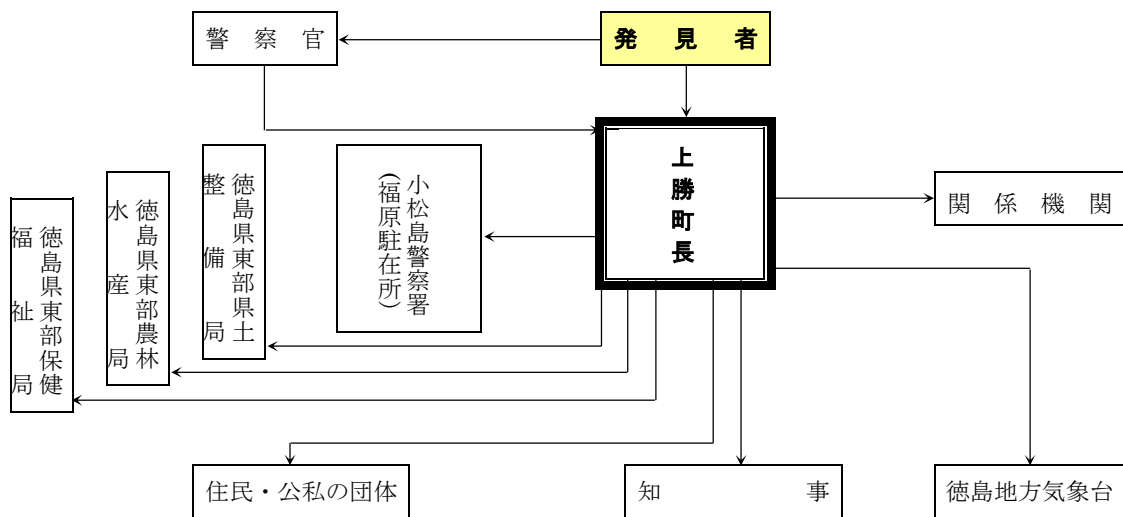 警察官
発見者
上勝町長
関係機関
小松島警察署
（福原駐在所）
徳島県東部県土
整備局
徳島県東部農林
水産局
徳島県東部保健
福祉局
住民・公私の団体
知事
徳島地方気象台